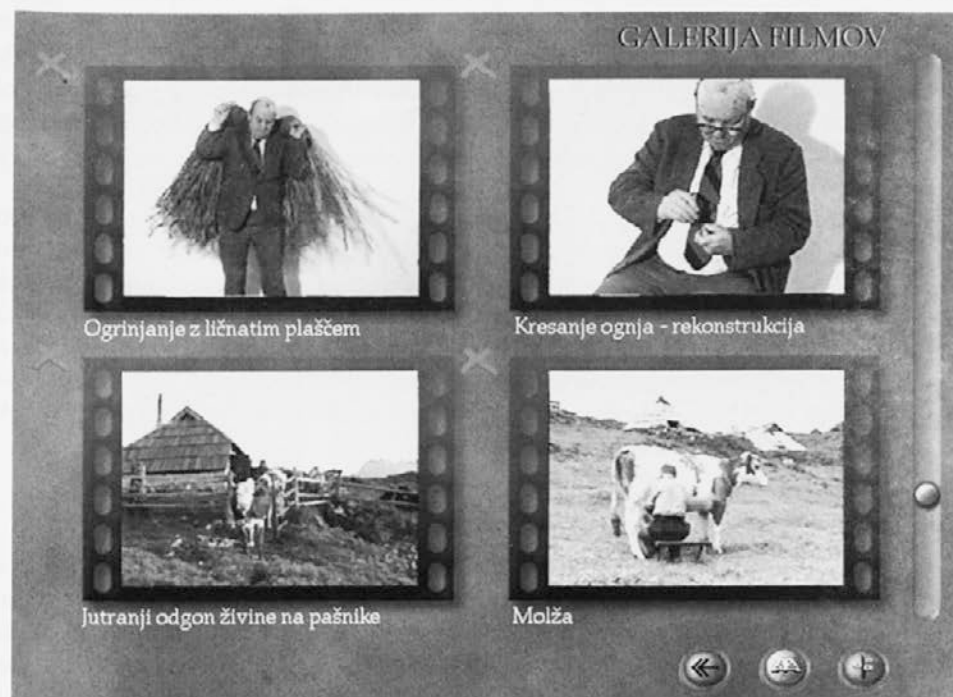 GALERIJA FILMOV
Ogrinjanje z ličnatim plaščem
Kresanje ognja - rekonstrukcija
Jutranji odgon živine na pašnike
Molža